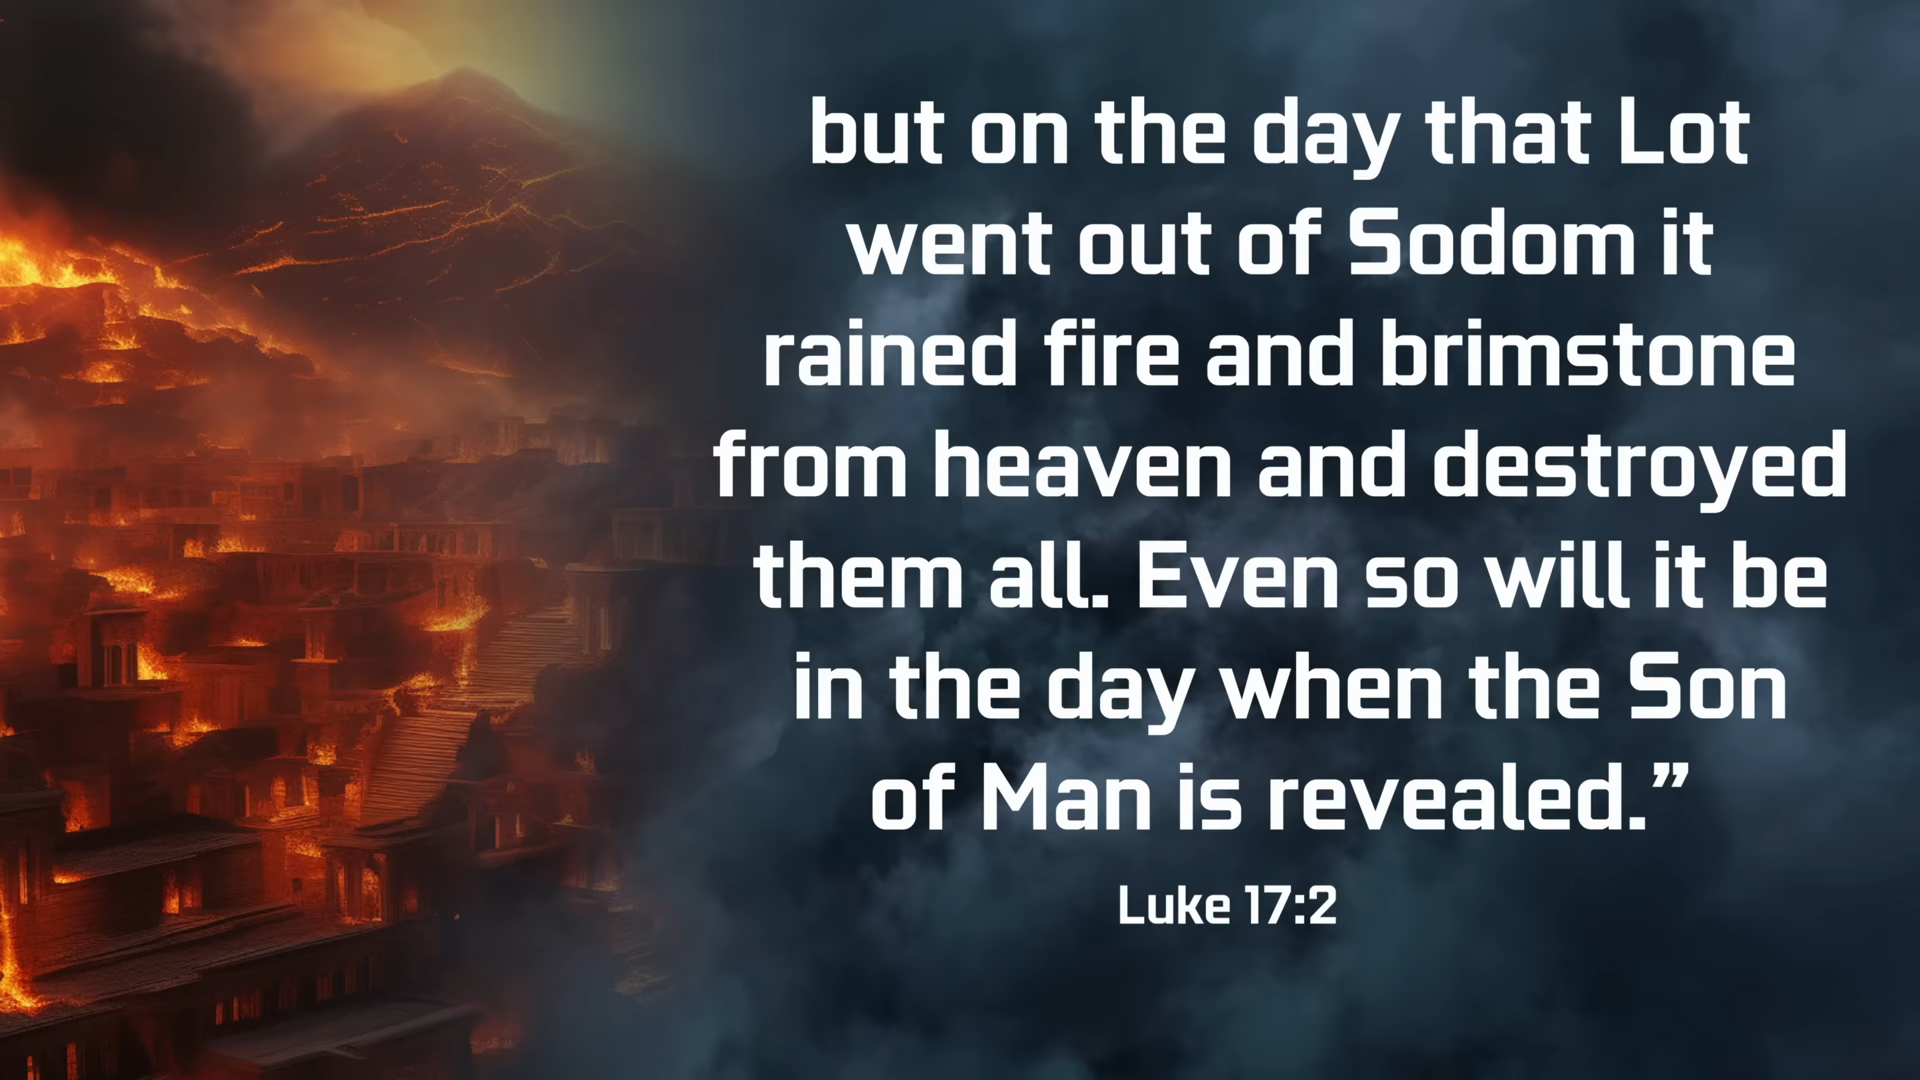 but on the day that Lot
went out of Sodom it
rained fire and brimstone
from heaven and destroyed
them all. Even so will it be
in the day when the Son
of Man is revealed.”
Luke 17:2